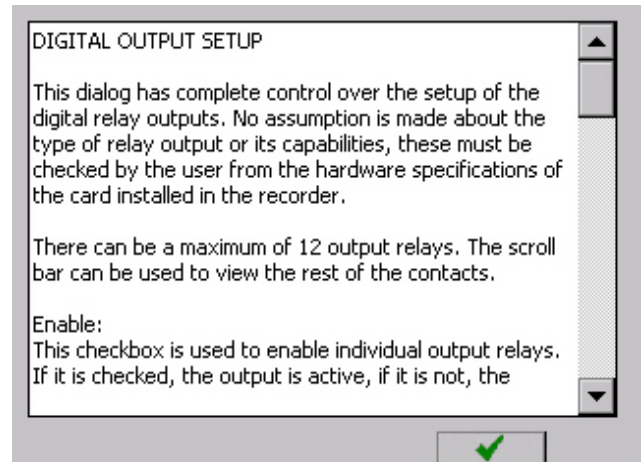 DIGITAL OUTPUT SETUP
This dialog has complete control over the setup of the
digital relay outputs. No assumption is made about the
type of relay output or its capabilities, these must be
checked by the user from the hardware specifications of
the card installed in the recorder.
There can be a maximum of 12 output relays. The scroll
bar can be used to view the rest of the contacts.
Enable:
This checkbox is used to enable individual output relays.
If it is checked, the output is active, if it is not, the